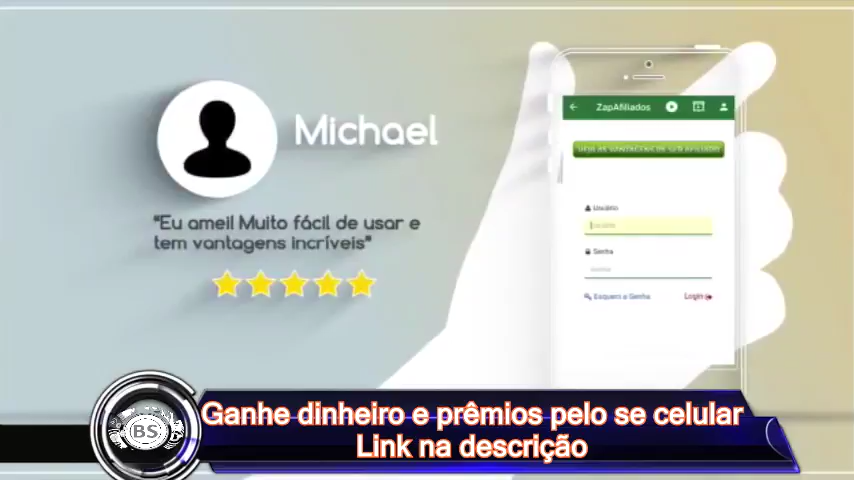 Michael
"Eu amei! Muito fácil de usar e
tem vantagens incríveis"
ZapAfiliados
Usuário
Senha
Esqueci a Senha
Login
BS
Ganhe dinheiro e prêmios pelo se celular
Link na descrição